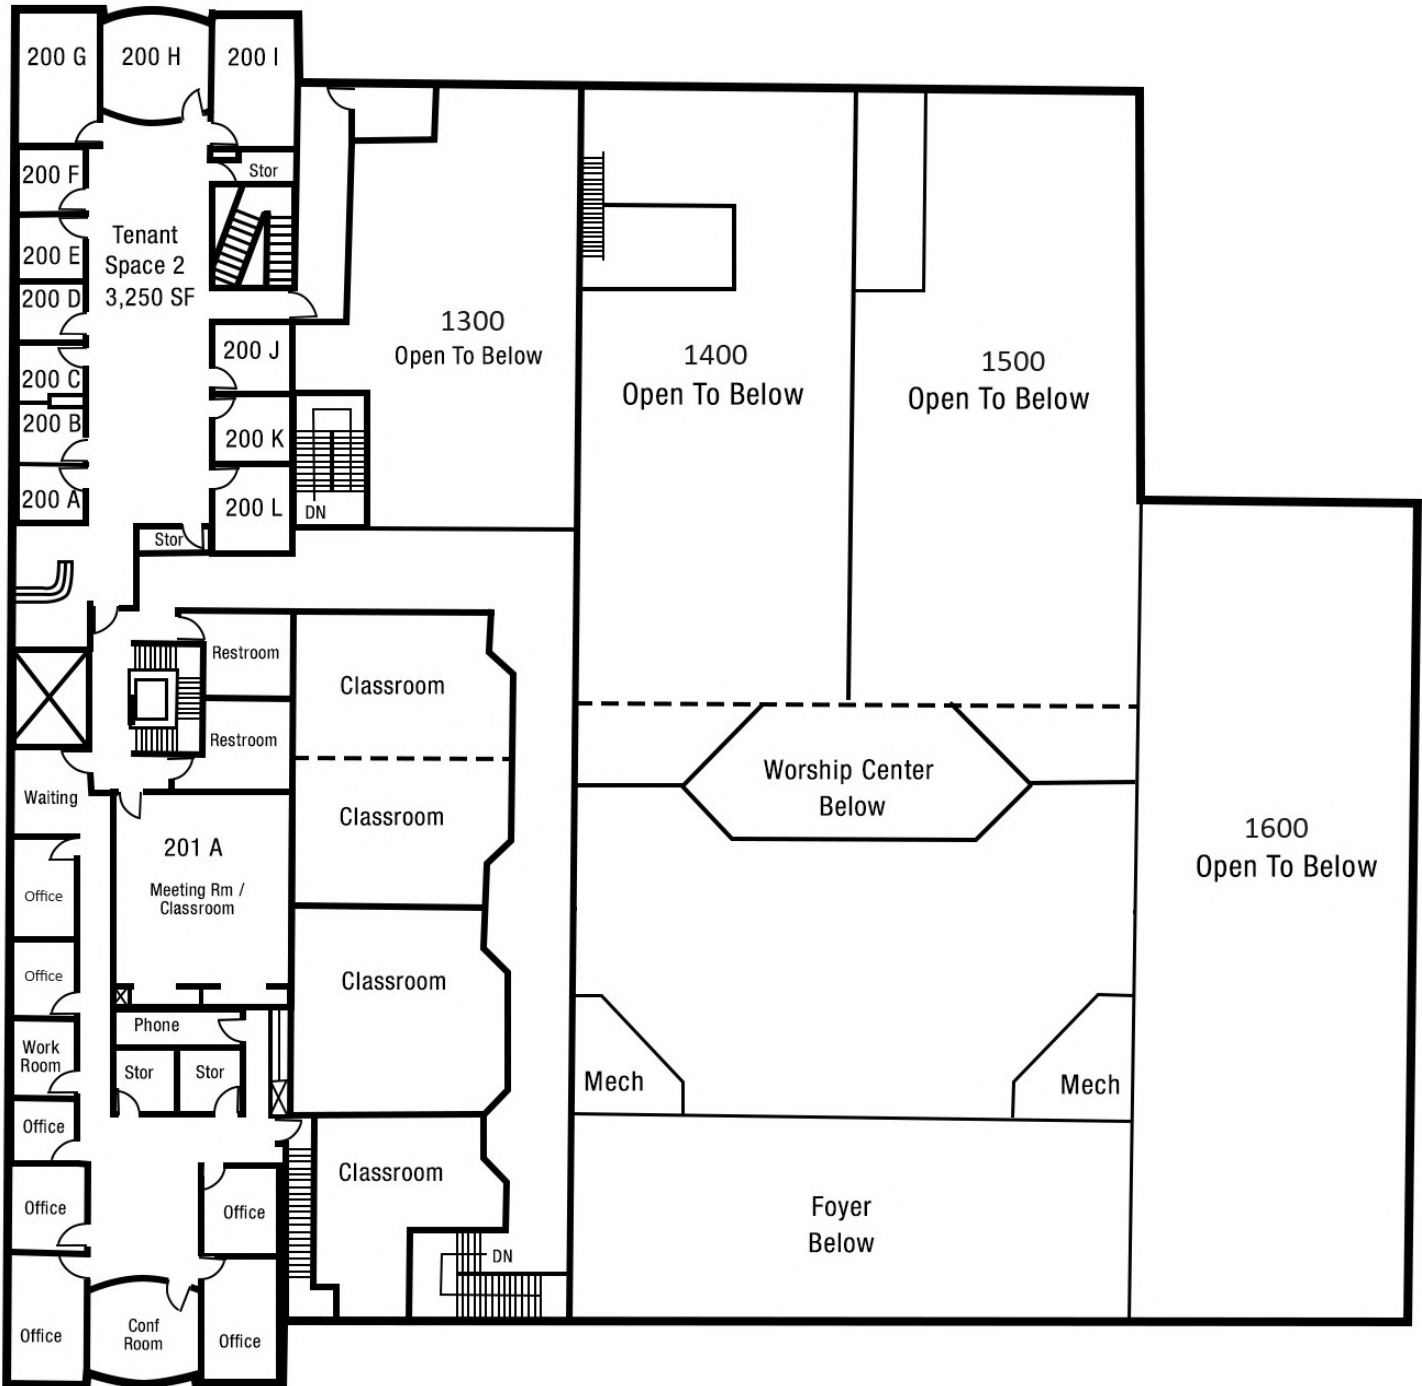 200 G
200 H
200 I
200 F
Stor
200 E
Tenant
Space 2
3,250 SF
200 D
200 C
200 B
200 A
200 J
200 K
200 L
DN
Stor
1300
Open To Below
1400
Open To Below
1500
Open To Below
Restroom
Restroom
Classroom
Classroom
Worship Center
Below
1600
Open To Below
Waiting
201 A
Meeting Rm /
Classroom
Office
Office
Classroom
Phone
Work
Room
Stor
Stor
Mech
Mech
Office
Classroom
Office
Office
Foyer
Below
DN
Office
Conf
Room
Office